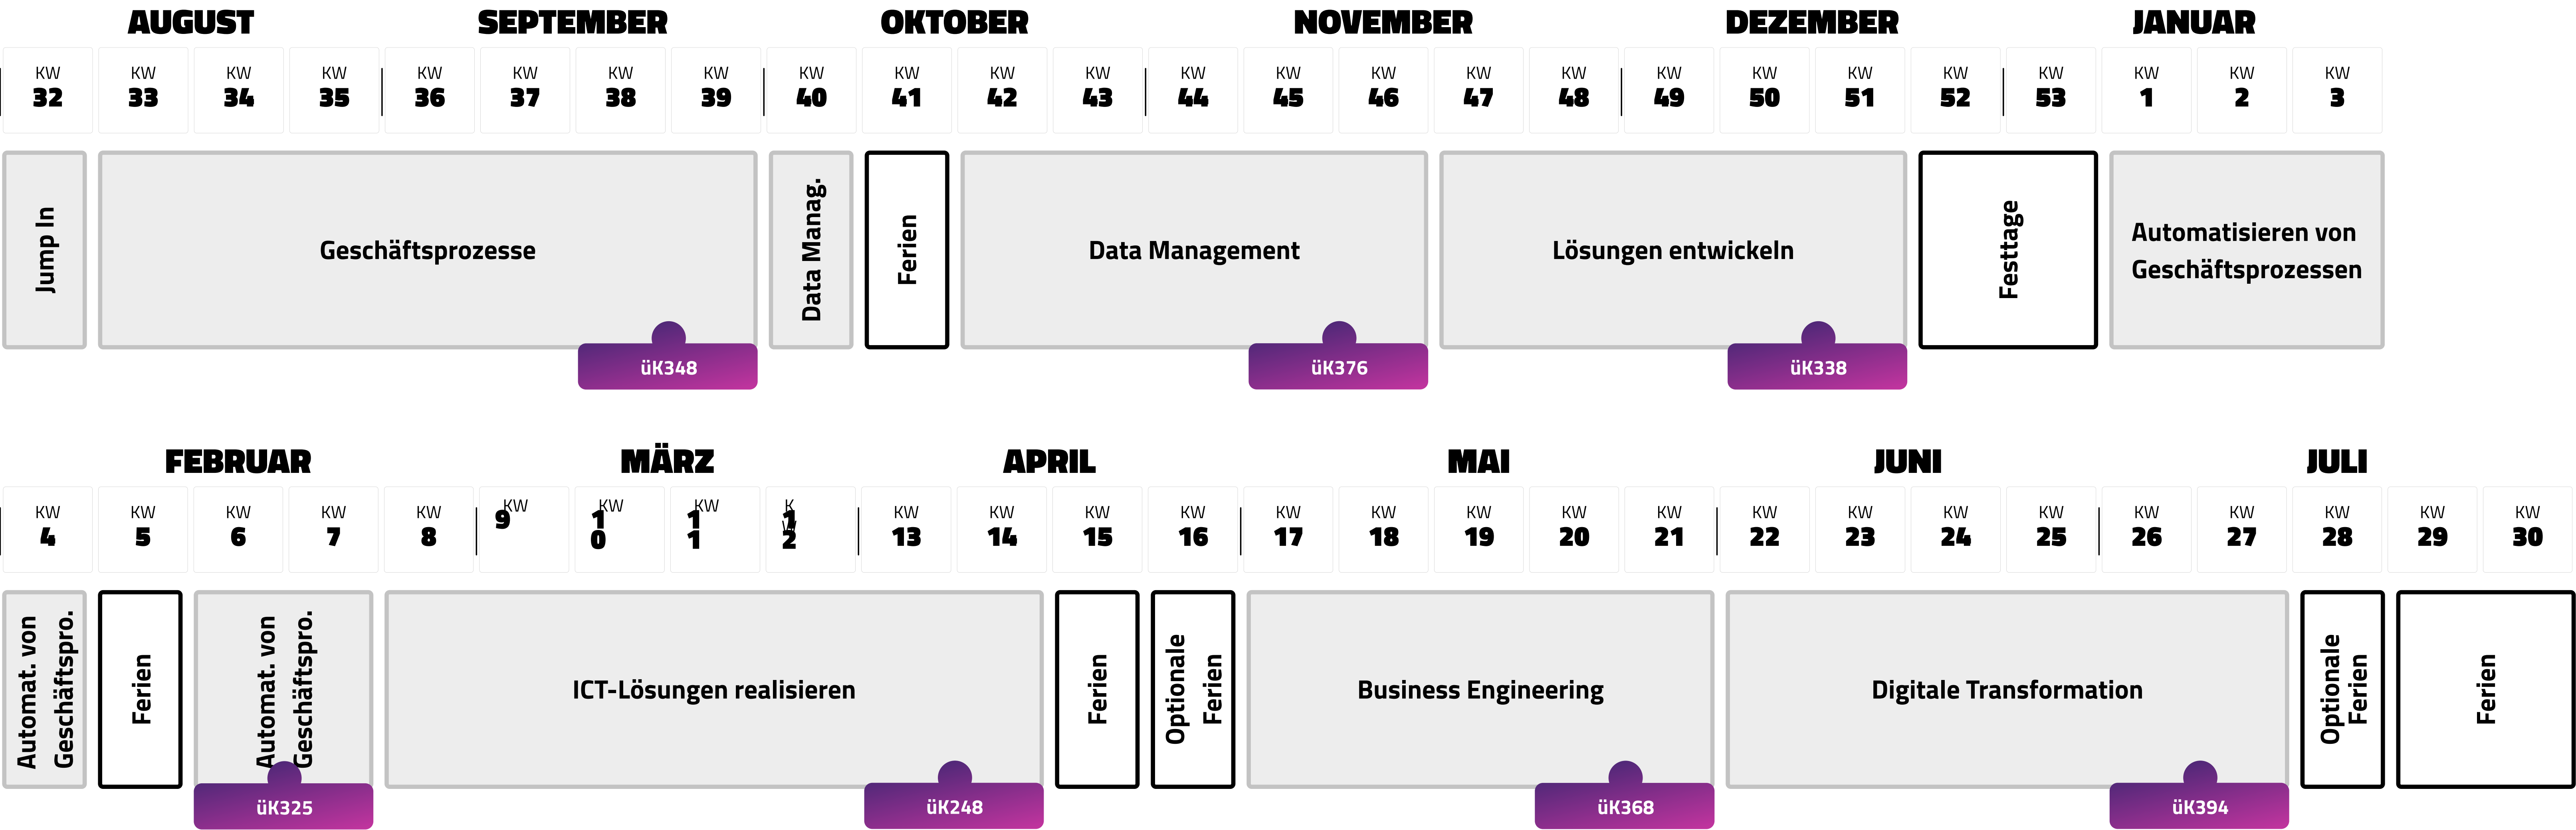 AUGUST SEPTEMBER OKTOBER NOVEMBER DEZEMBER JANUAR
KW KW KW KW KW KW KW KW KW KW KW KW KW KW KW KW KW KW KW KW KW KW KW KW KW
32 33 34 35 36 37 38 39 40 41 42 43 44 45 46 47 48 49 50 51 52 53 1 2 3
Jump In
Geschäftsprozesse
Data Manag.
Ferien
Data Management
Lösungen entwickeln
Festtage
Automatisieren von
Geschäftsprozessen
üK348
üK376
üK338
FEBRUAR MÄRZ APRIL MAI JUNI JULI
KW KW KW KW KW KW KW KW KW KW KW KW KW KW KW KW KW KW KW KW KW KW KW KW KW KW KW
4 5 6 7 8 9 10 11 12 13 14 15 16 17 18 19 20 21 22 23 24 25 26 27 28 29 30
Automat. von
Geschäftspro.
Ferien
Automat. von
Geschäftspro.
ICT-Lösungen realisieren
Ferien
Optionale
Ferien
Business Engineering
Digitale Transformation
Optionale
Ferien
Ferien
üK325
üK248
üK368
üK394